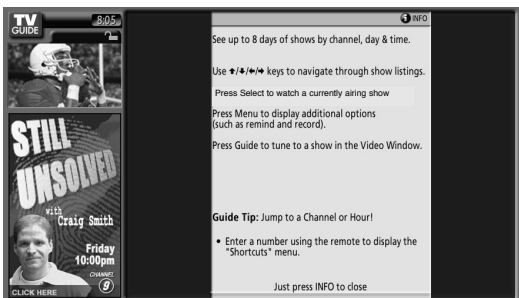 TV
GUIDE
8:05
INFO
See up to 8 days of shows by channel, day & time.
Use ↑/↓/←/→ keys to navigate through show listings.
Press Select to watch a currently airing show
Press Menu to display additional options
(such as remind and record).
Press Guide to tune to a show in the Video Window.
Guide Tip: Jump to a Channel or Hour!
• Enter a number using the remote to display the
"Shortcuts" menu.
Just press INFO to close
STILL
UNSOLVED
with
Craig Smith
Friday
10:00pm
CHANNEL
9
CLICK HERE